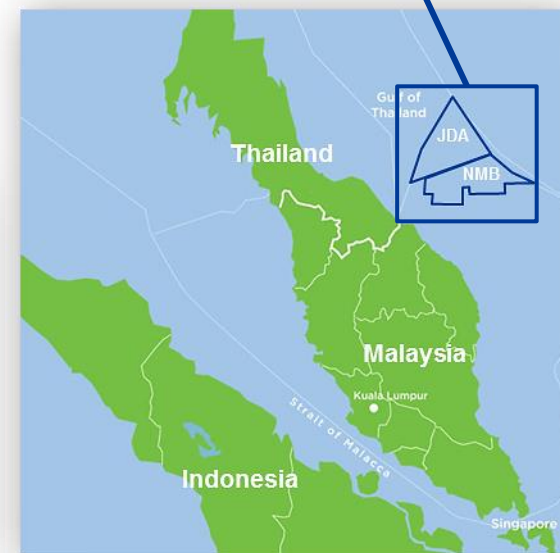 Gulf of
Thailand
JDA
NMB
Thailand
Malaysia
Kuala Lumpur
Strait of Malacca
Indonesia
Singapore